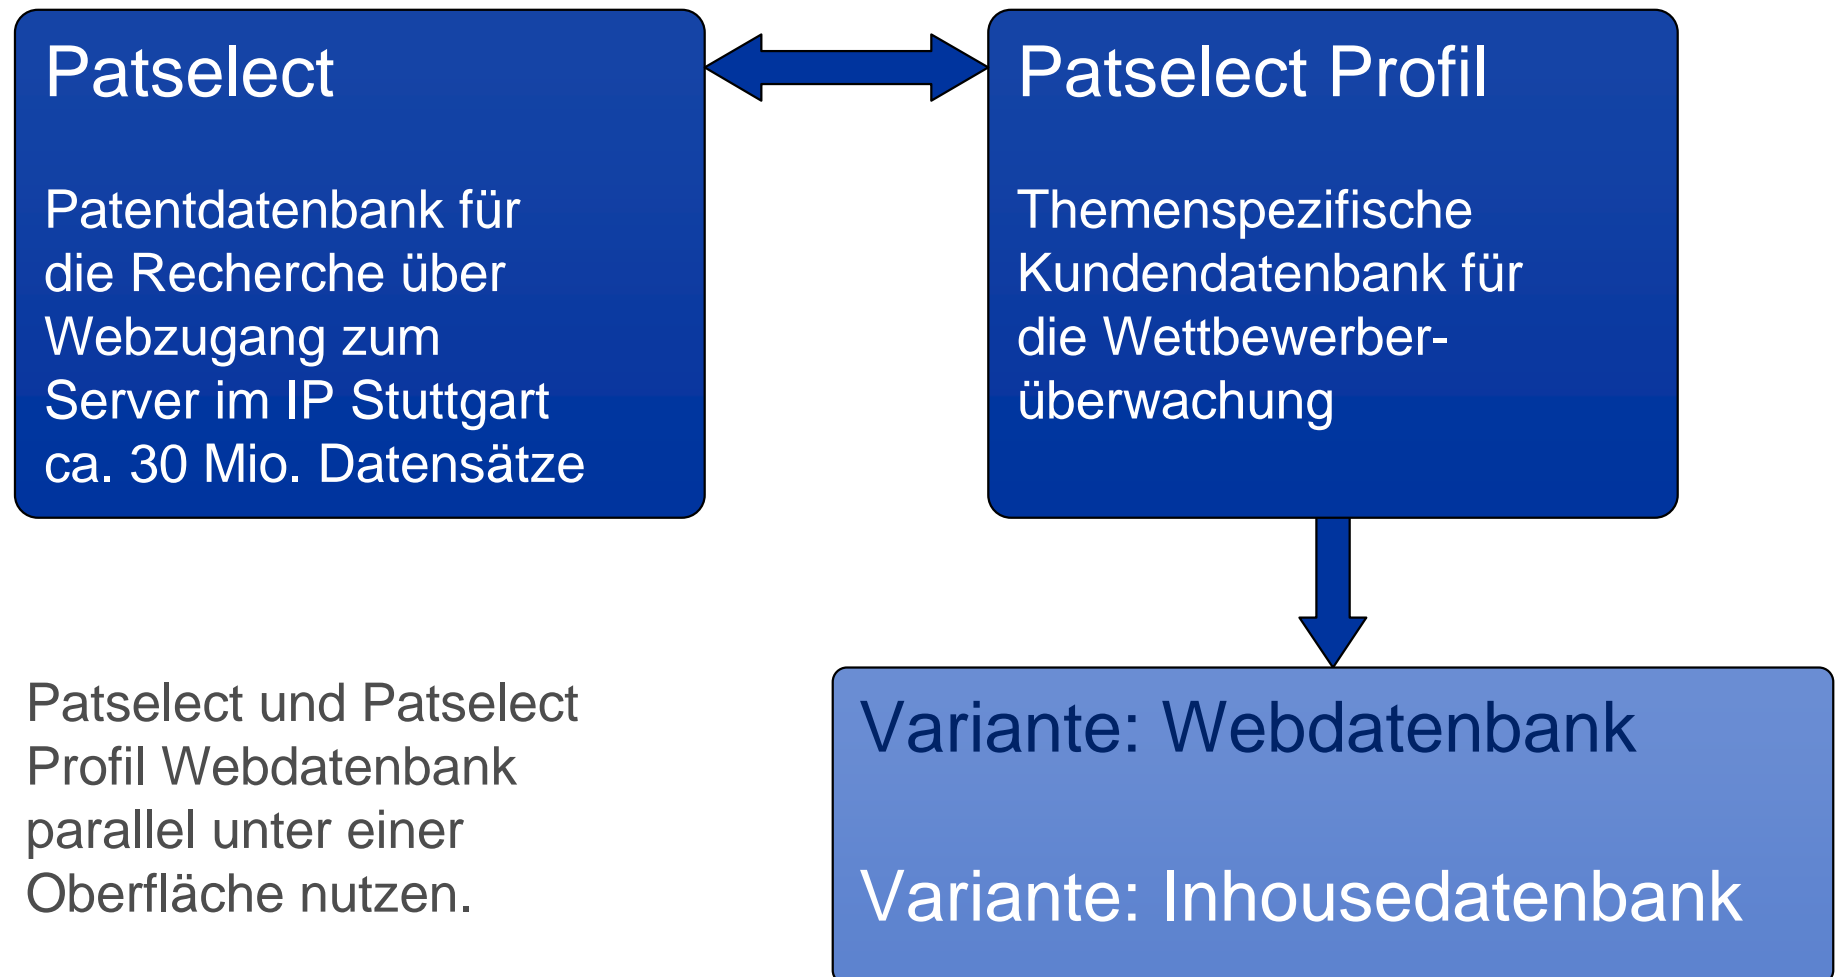 Patselect
Patentdatenbank für
die Recherche über
Webzugang zum
Server im IP Stuttgart
ca. 30 Mio. Datensätze
Patselect Profil
Themenspezifische
Kundendatenbank für
die Wettbewerber-
überwachung
Patselect und Patselect
Profil Webdatenbank
parallel unter einer
Oberfläche nutzen.
Variante: Webdatenbank
Variante: Inhousedatenbank